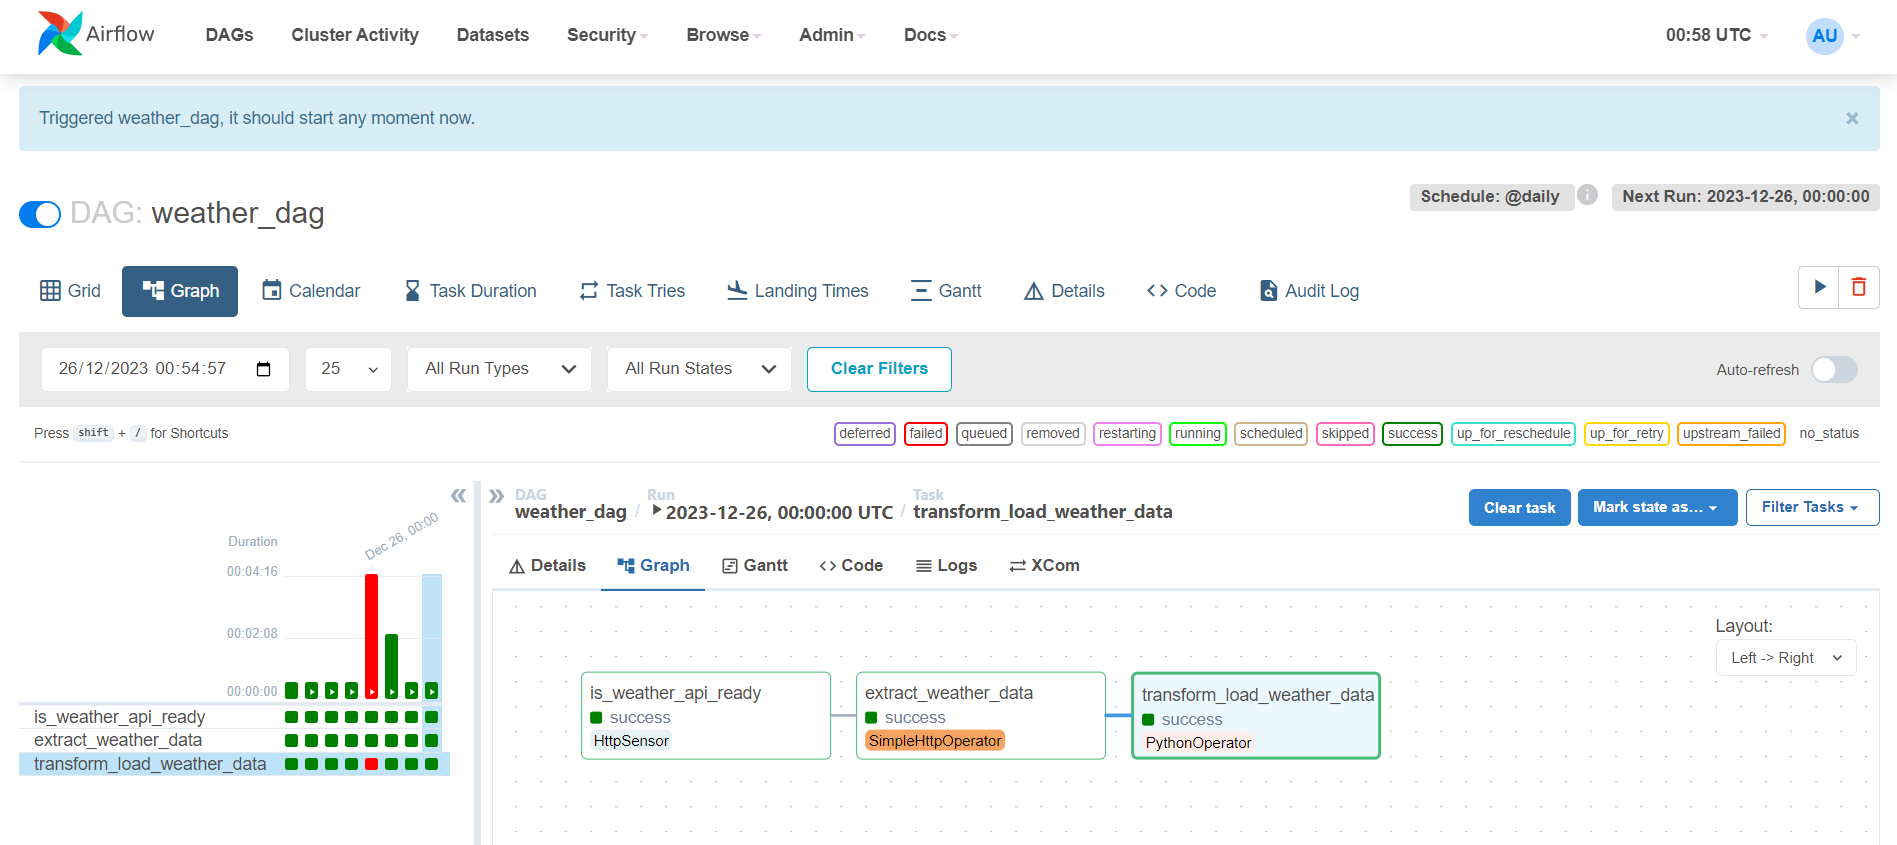 Airflow DAGs Cluster Activity Datasets Security Browse Admin Docs 00:58 UTC AU
Triggered weather_dag, it should start any moment now. ×
DAG: weather_dag
Schedule: @daily i Next Run: 2023-12-26, 00:00:00
Grid Graph Calendar Task Duration Task Tries Landing Times Gantt Details Code Audit Log
26/12/2023 00:54:57 25 All Run Types All Run States Clear Filters Auto-refresh
Press shift + / for Shortcuts deferred failed queued removed restarting running scheduled skipped success up_for_reschedule up_for_retry upstream_failed no_status
Duration
00:04:16
00:02:08
00:00:00
Dec 26, 00:00
is_weather_api_ready
extract_weather_data
transform_load_weather_data
DAG Run Task
weather_dag / 2023-12-26, 00:00:00 UTC / transform_load_weather_data
Clear task Mark state as... Filter Tasks
Details Graph Gantt Code Logs XCom
Layout:
Left -> Right
is_weather_api_ready
success
HttpSensor
extract_weather_data
success
SimpleHttpOperator
transform_load_weather_data
success
PythonOperator